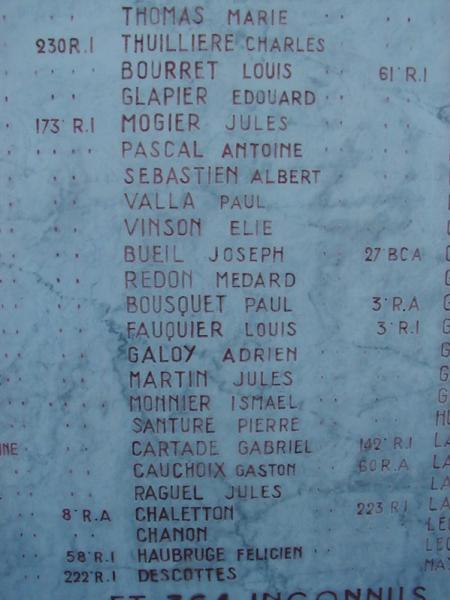 THOMAS MARIE
230 R.I THUILLIERE CHARLES
BOURRET LOUIS 61° R.I
GLAPIER EDOUARD
173° R.I MOGIER JULES
PASCAL ANTOINE
SEBASTIEN ALBERT
VALLA PAUL
VINSON ELIE
BUEIL JOSEPH 27 BCA
REDON MEDARD
BOUSQUET PAUL 3° R.A
FAUQUIER LOUIS 3° R.I
GALOY ADRIEN
MARTIN JULES
MONNIER ISMAEL
SANTURE PIERRE
CARTADE GABRIEL 142° R.I
CAUCHOIX GASTON 60 R.A
RAGUEL JULES
8° R.A CHALETTON 223 R.I
CHANON
58° R.I HAUBRUGE FELICIEN
222° R.I DESCOTTES
ET 364 INCONNUS